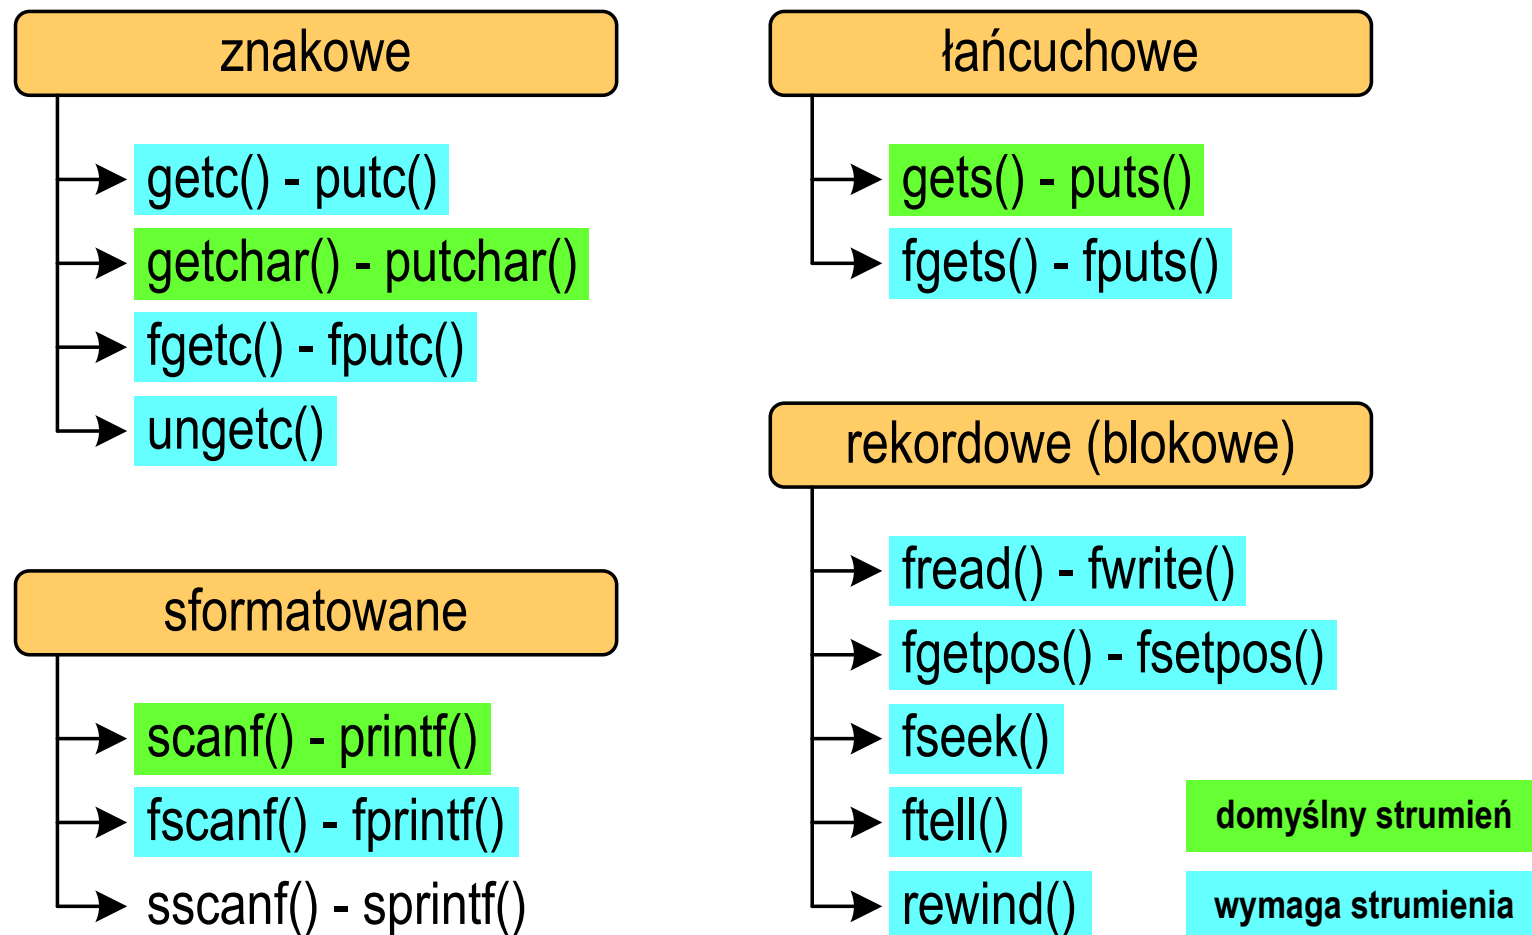 znakowe
getc() - putc()
getchar() - putchar()
fgetc() - fputc()
ungetc()
sformatowane
scanf() - printf()
fscanf() - fprintf()
sscanf() - sprintf()
łańcuchowe
gets() - puts()
fgets() - fputs()
rekordowe (blokowe)
fread() - fwrite()
fgetpos() - fsetpos()
fseek()
ftell()
rewind()
domyślny strumień
wymaga strumienia